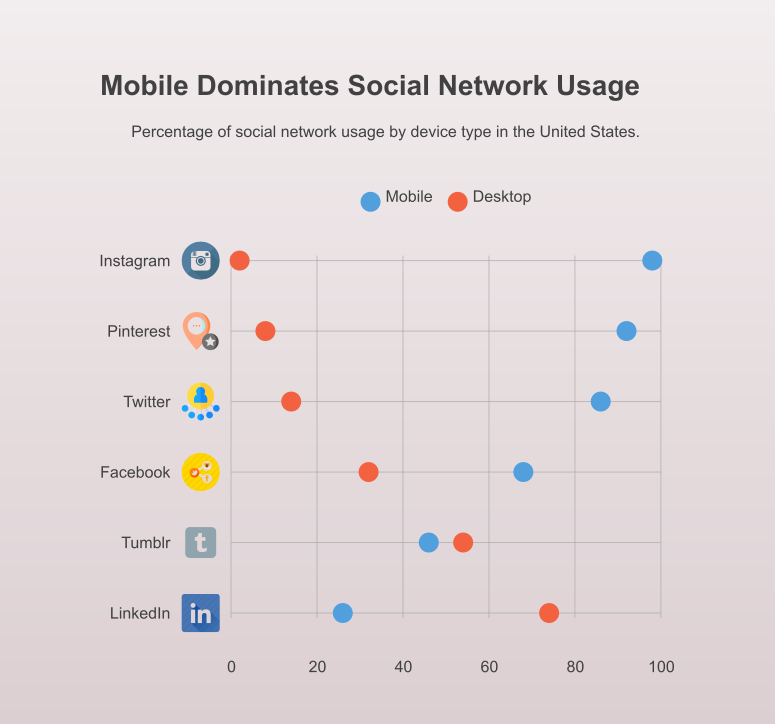 Mobile Dominates Social Network Usage
Percentage of social network usage by device type in the United States.
Mobile Desktop
Instagram
Pinterest
Twitter
Facebook
Tumblr
t
LinkedIn
in
0 20 40 60 80 100